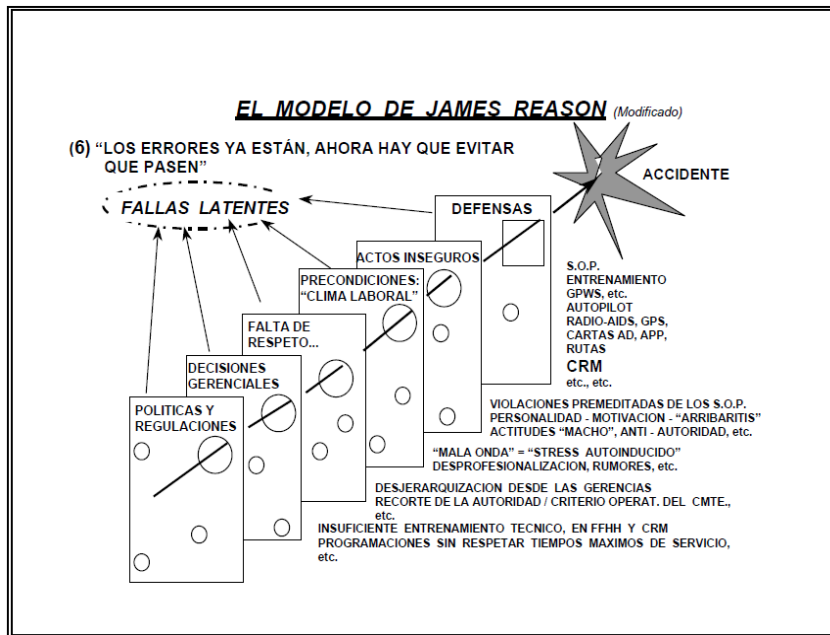 EL MODELO DE JAMES REASON (Modificado)
(6) “LOS ERRORES YA ESTÁN, AHORA HAY QUE EVITAR
QUE PASEN”
ACCIDENTE
FALLAS LATENTES
DEFENSAS
ACTOS INSEGUROS
PRECONDICIONES:
“CLIMA LABORAL”
FALTA DE
RESPETO...
DECISIONES
GERENCIALES
POLITICAS Y
REGULACIONES
S.O.P.
ENTRENAMIENTO
GPWS, etc.
AUTOPILOT
RADIO-AIDS, GPS,
CARTAS AD, APP,
RUTAS
CRM
etc., etc.
VIOLACIONES PREMEDITADAS DE LOS S.O.P.
PERSONALIDAD - MOTIVACION - “ARRIBARITIS”
ACTITUDES “MACHO”, ANTI - AUTORIDAD, etc.
“MALA ONDA” = “STRESS AUTOINDUCIDO”
DESPROFESIONALIZACION, RUMORES, etc.
DESJERARQUIZACION DESDE LAS GERENCIAS
RECORTE DE LA AUTORIDAD / CRITERIO OPERAT. DEL CMTE.,
etc.
INSUFICIENTE ENTRENAMIENTO TECNICO, EN FFHH Y CRM
PROGRAMACIONES SIN RESPETAR TIEMPOS MAXIMOS DE SERVICIO,
etc.